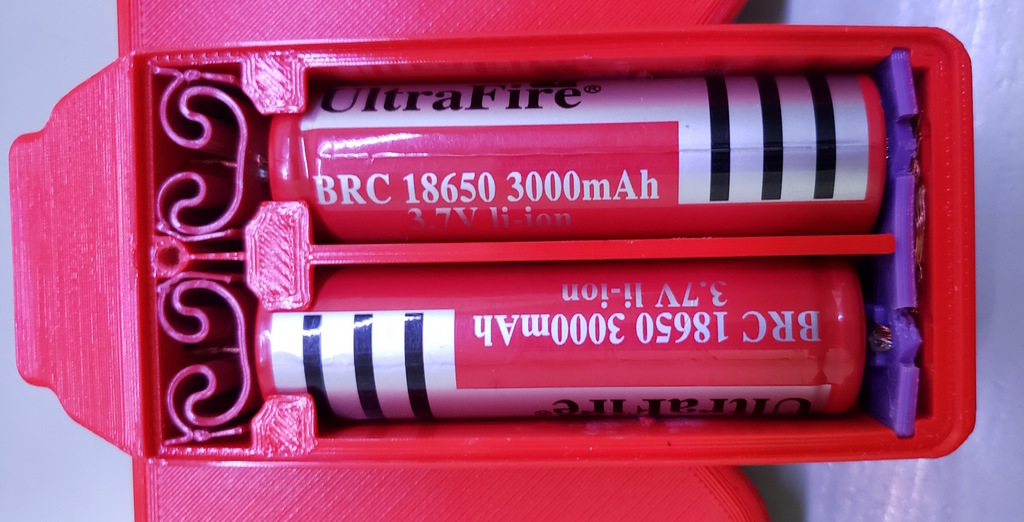 UltraFire®
BRC 18650 3000mAh
3.7V li-ion
UltraFire®
BRC 18650 3000mAh
3.7V li-ion